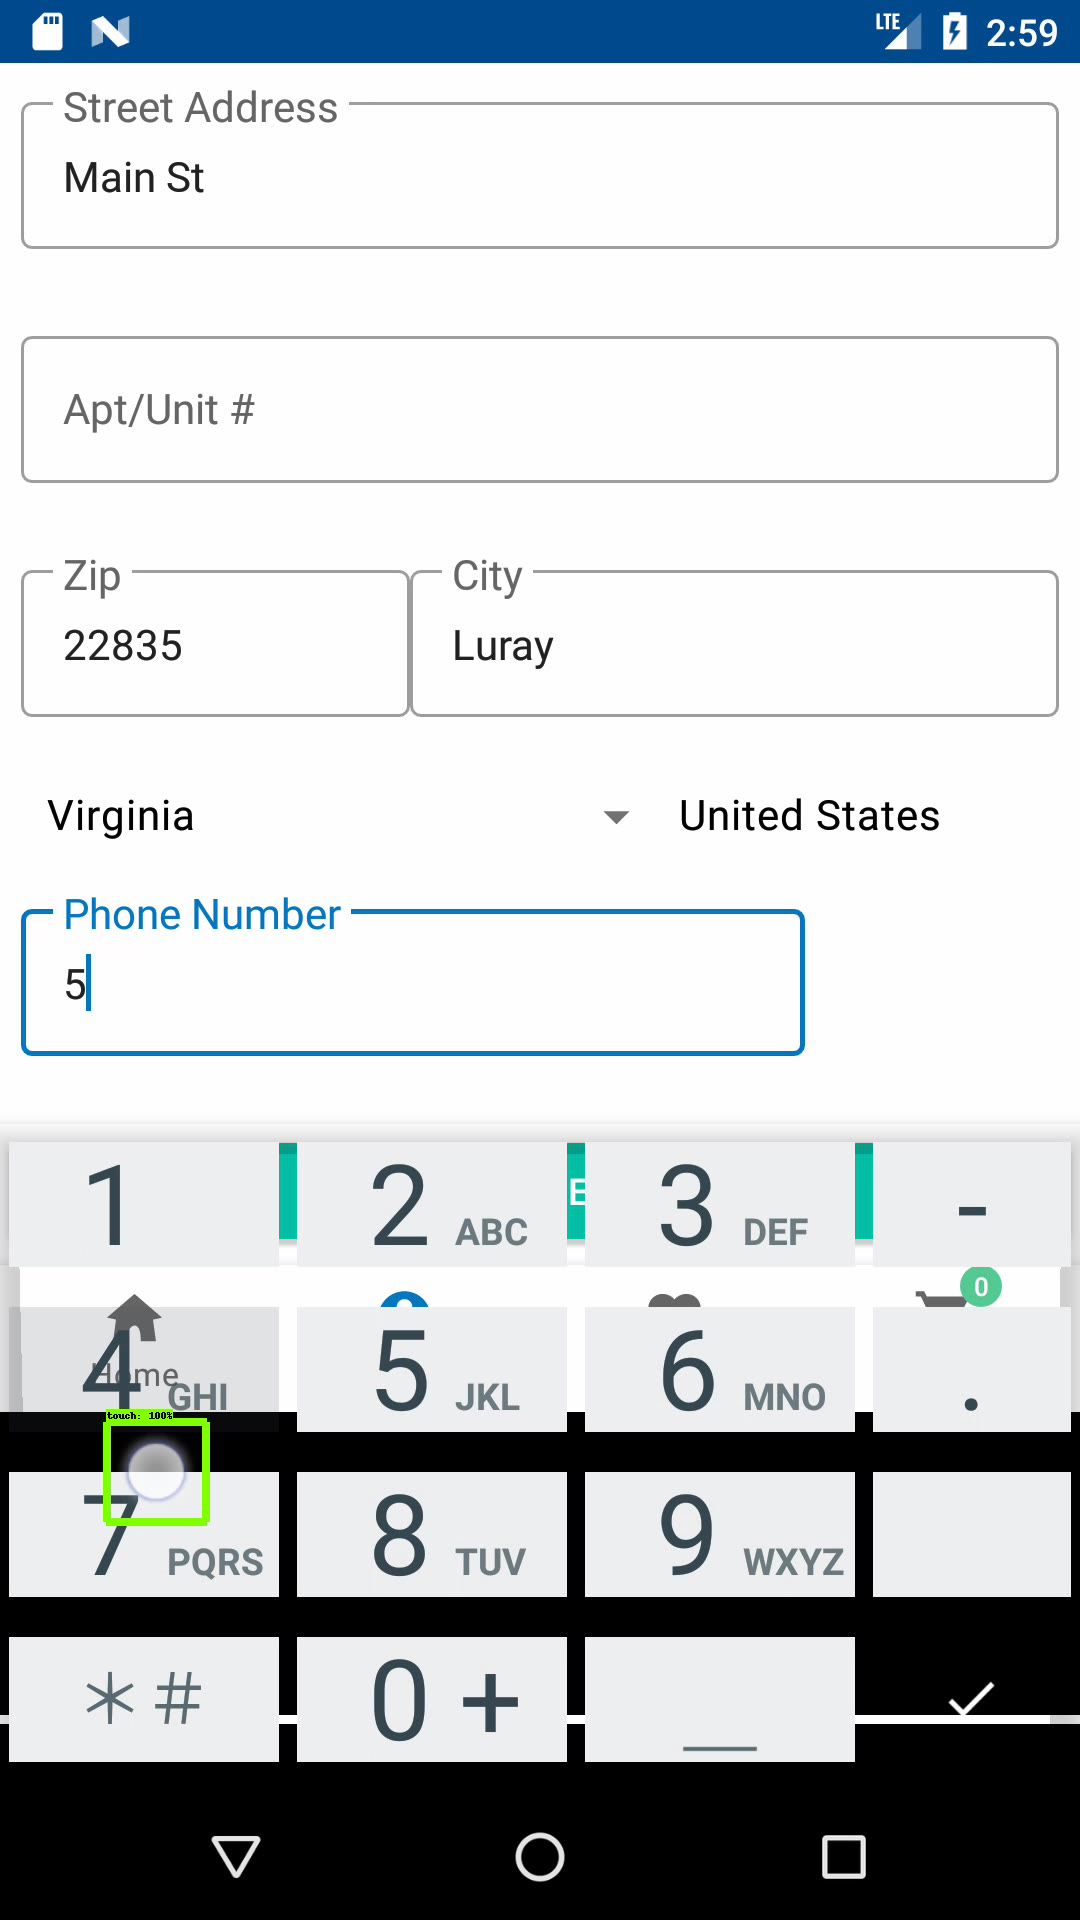 LTE 2:59
Street Address
Main St
Apt/Unit #
Zip City
22835 Luray
Virginia United States
Phone Number
5
1 2 ABC E 3 DEF -
0
Home
4 GHI 5 JKL 6 MNO .
touch: 100%
7 PQRS 8 TUV 9 WXYZ
*# 0 + _